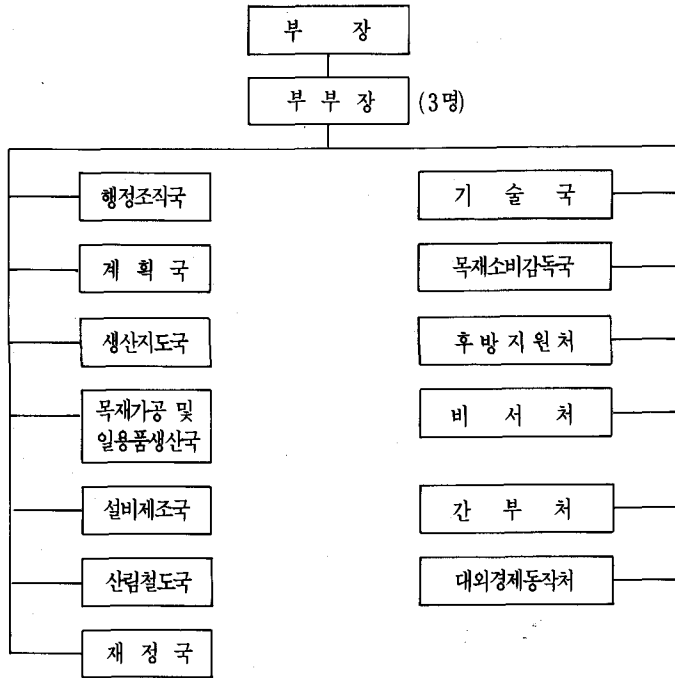 부 장
부 부 장 (3명)
행정조직국
계 획 국
생산지도국
목재가공 및
일용품생산국
설비제조국
산림철도국
재 정 국
기 술 국
목재소비감독국
후 방 지 원 처
비 서 처
간 부 처
대외경제동작처